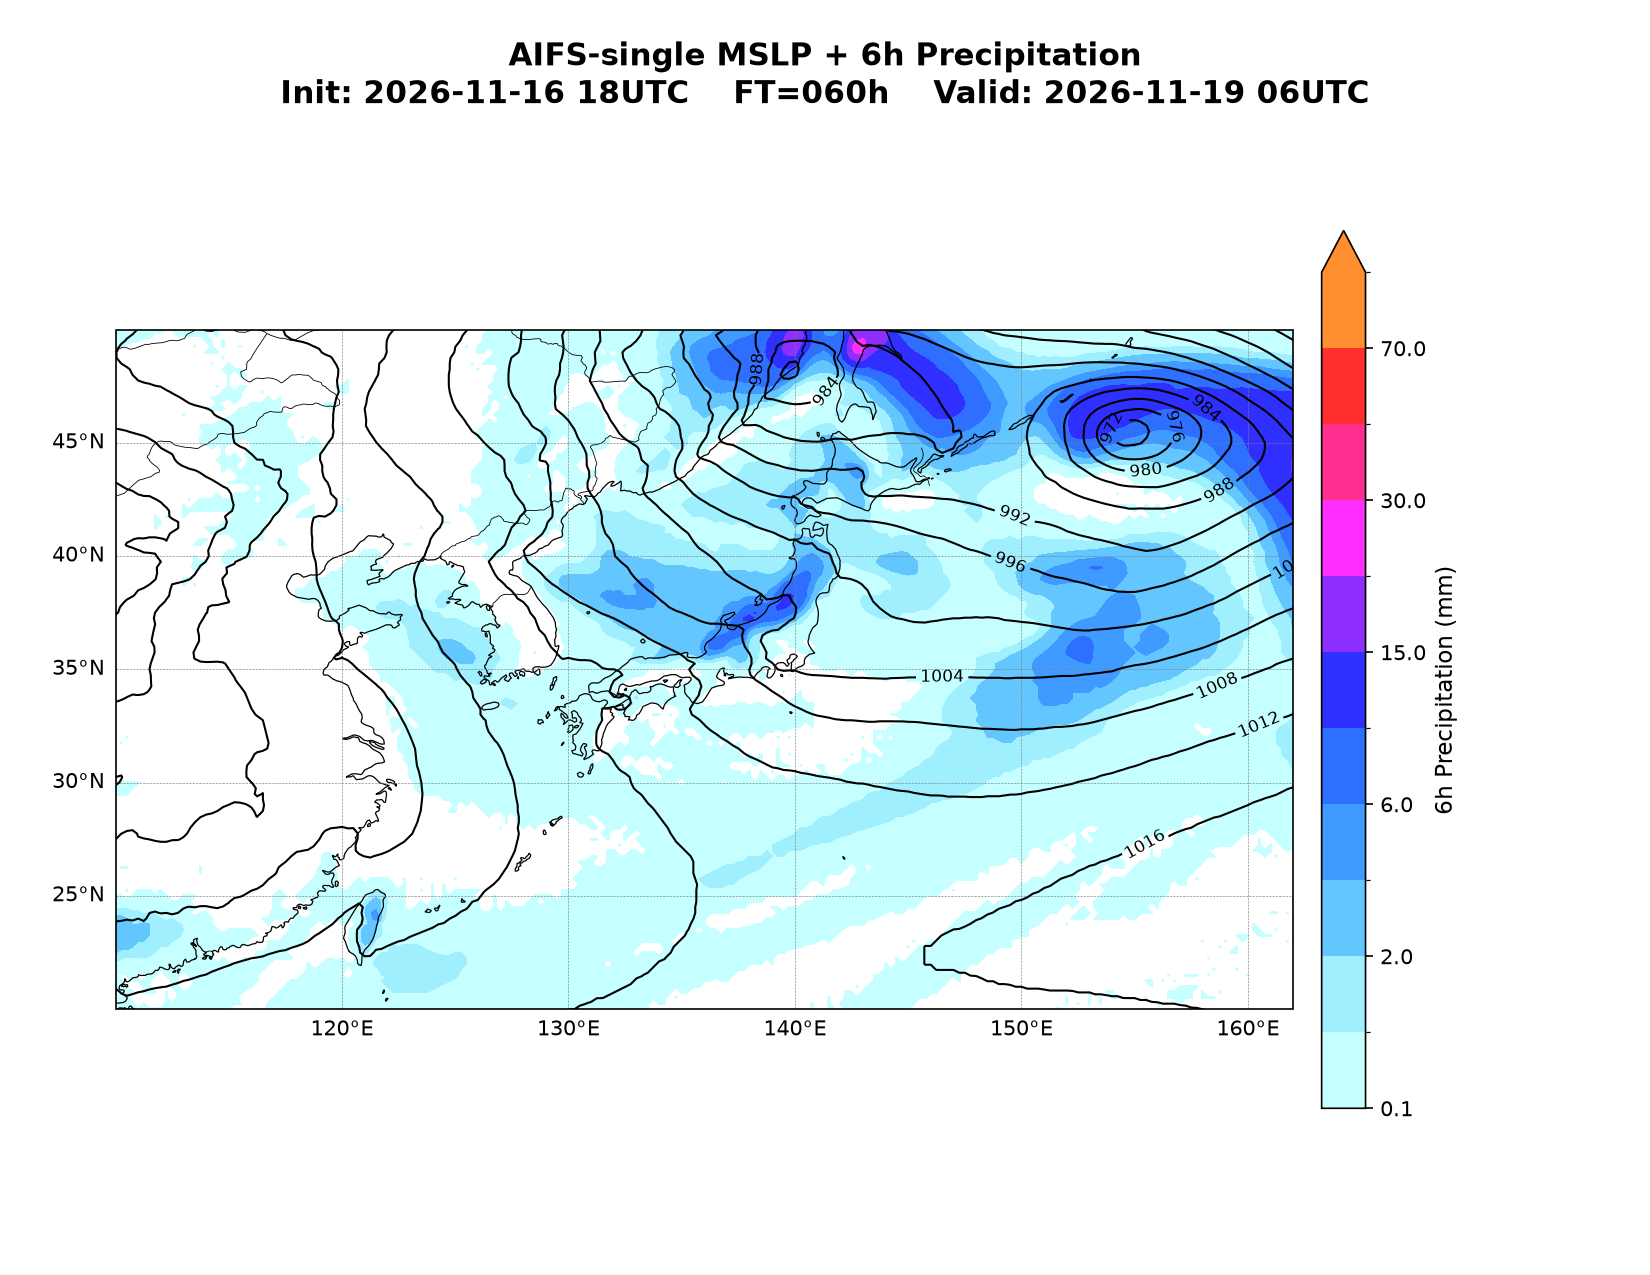 AIFS-single MSLP + 6h Precipitation
Init: 2026-11-16 18UTC    FT=060h    Valid: 2026-11-19 06UTC
70.0
30.0
15.0
6.0
2.0
0.1
6h Precipitation (mm)
45°N
40°N
35°N
30°N
25°N
120°E
130°E
140°E
150°E
160°E
988
984
972
976
984
980
988
992
996
10
1004
1008
1012
1016